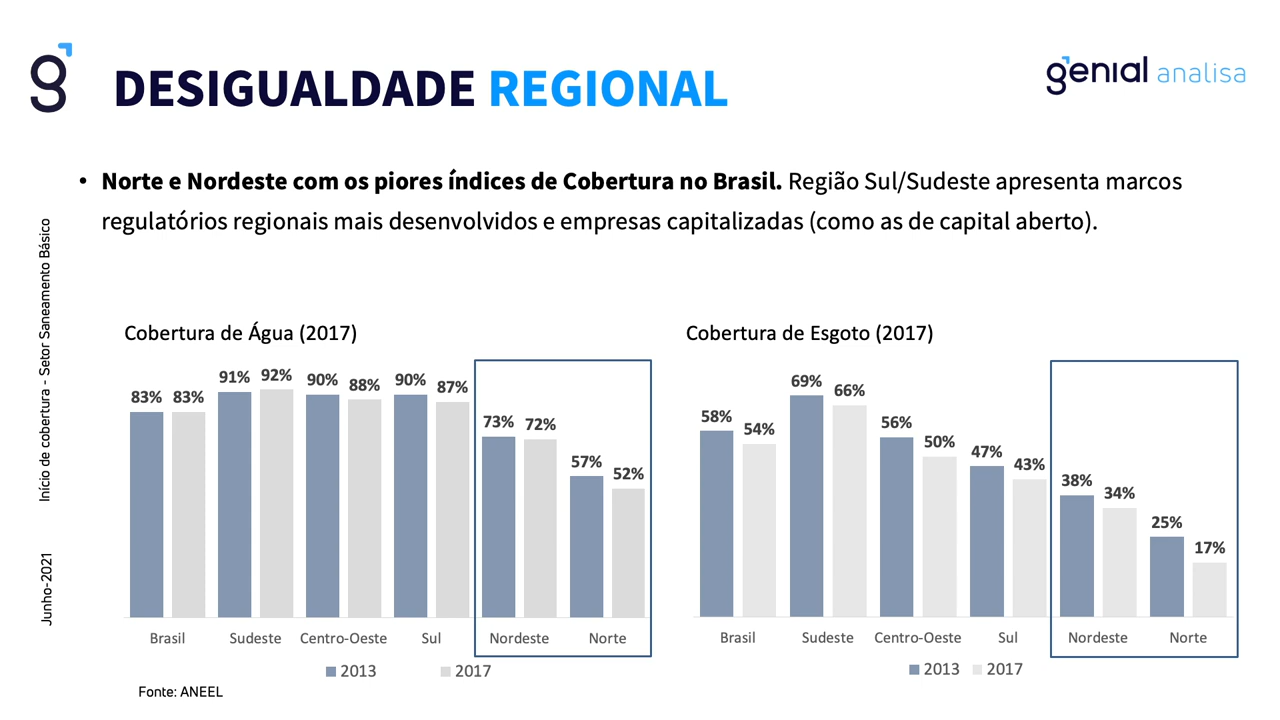 g
DESIGUALDADE REGIONAL
genial analisa
• Norte e Nordeste com os piores índices de Cobertura no Brasil. Região Sul/Sudeste apresenta marcos
regulatórios regionais mais desenvolvidos e empresas capitalizadas (como as de capital aberto).
Início de cobertura - Setor Saneamento Básico
Junho-2021
Cobertura de Água (2017)
83% 83% 91% 92% 90% 88% 90% 87% 73% 72% 57% 52%
Brasil Sudeste Centro-Oeste Sul Nordeste Norte
2013 2017
Fonte: ANEEL
Cobertura de Esgoto (2017)
58% 54% 69% 66% 56% 50% 47% 43% 38% 34% 25% 17%
Brasil Sudeste Centro-Oeste Sul Nordeste Norte
2013 2017